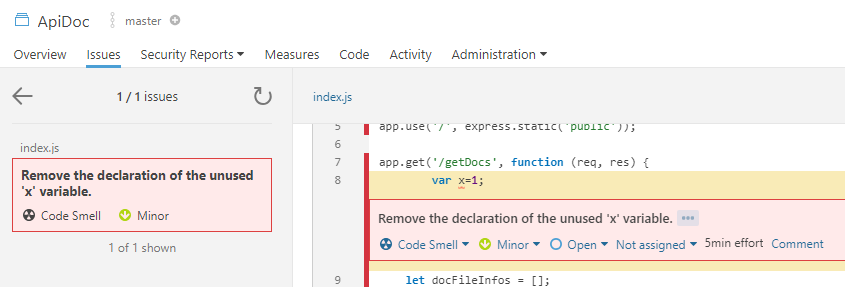 ApiDoc master
Overview Issues Security Reports Measures Code Activity Administration
1 / 1 issues
index.js
Remove the declaration of the unused
'x' variable.
Code Smell Minor
1 of 1 shown
index.js
5 app.use('/', express.static('public'));
6
7 app.get('/getDocs', function (req, res) {
8 var x=1;
Remove the declaration of the unused 'x' variable.
Code Smell Minor Open Not assigned 5min effort Comment
9 let docFileInfos = [];